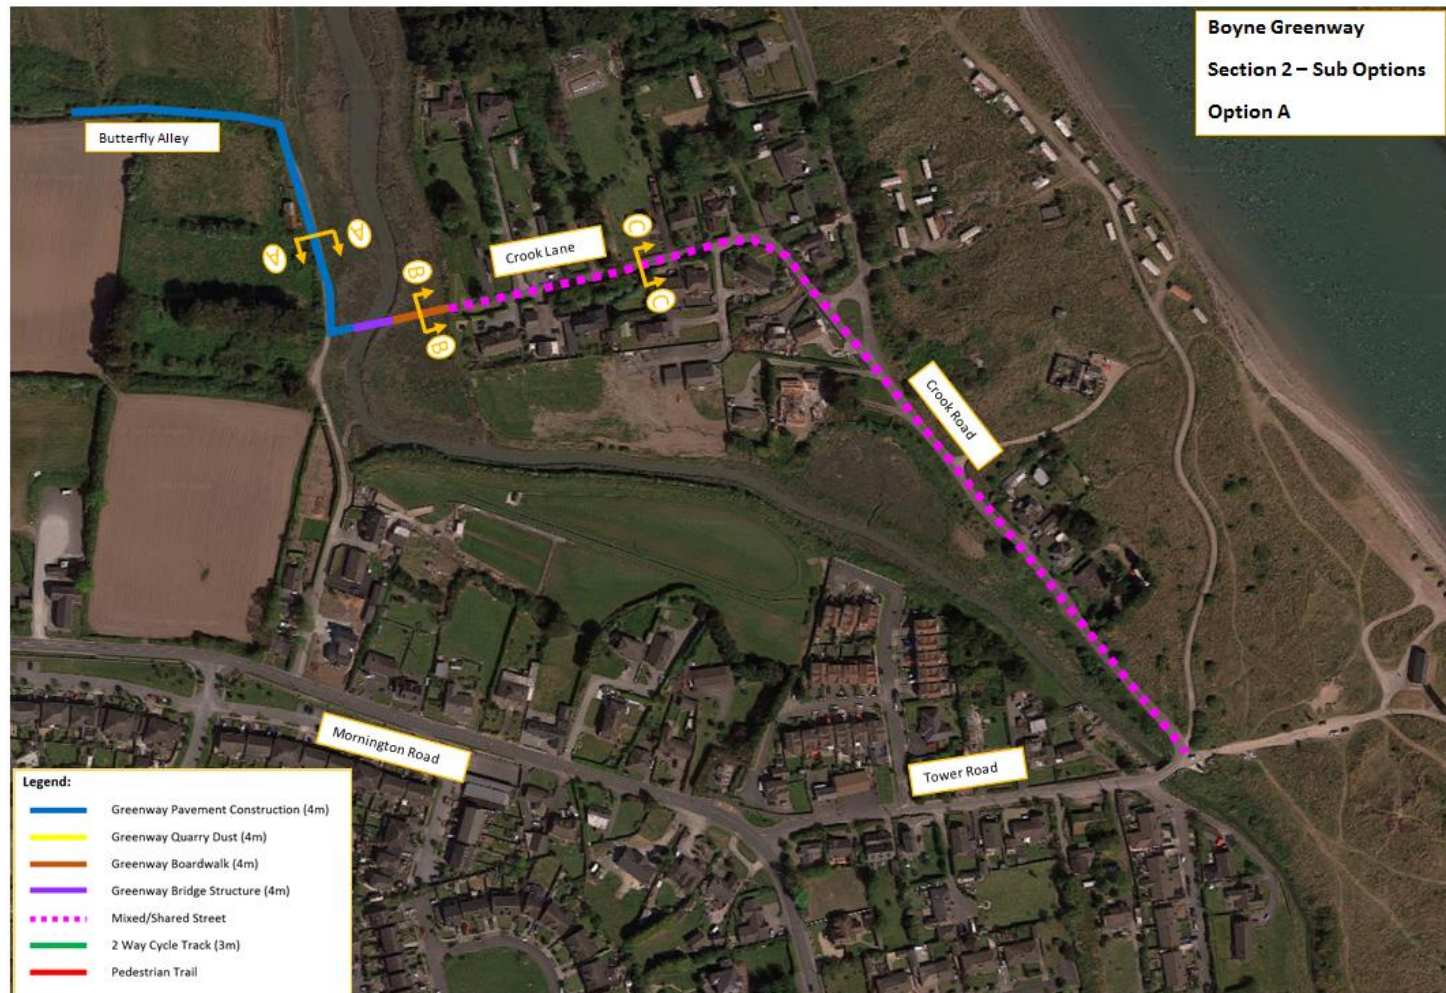 Boyne Greenway
Section 2 – Sub Options
Option A
Butterfly Alley
A
A
B
B
Crook Lane
C
C
Crook Road
Mornington Road
Tower Road
Legend:
Greenway Pavement Construction (4m)
Greenway Quarry Dust (4m)
Greenway Boardwalk (4m)
Greenway Bridge Structure (4m)
Mixed/Shared Street
2 Way Cycle Track (3m)
Pedestrian Trail